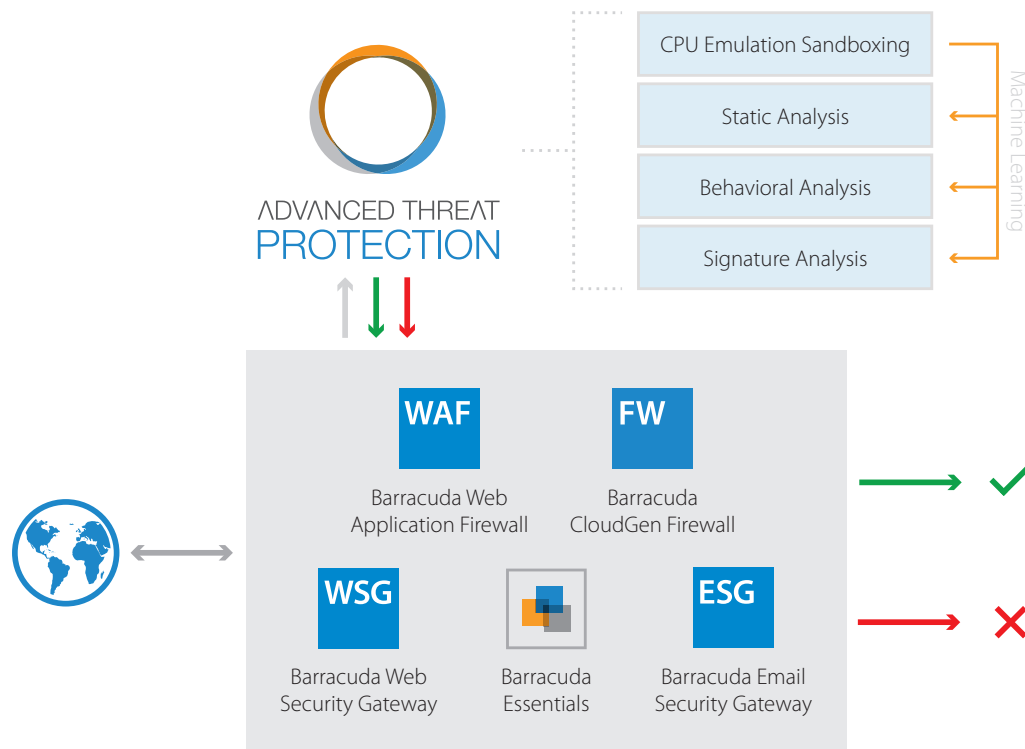 CPU Emulation Sandboxing
Static Analysis
Behavioral Analysis
Signature Analysis
Machine Learning
ADVANCED THREAT
PROTECTION
WAF
Barracuda Web
Application Firewall
FW
Barracuda
CloudGen Firewall
WSG
Barracuda Web
Security Gateway
Barracuda
Essentials
ESG
Barracuda Email
Security Gateway